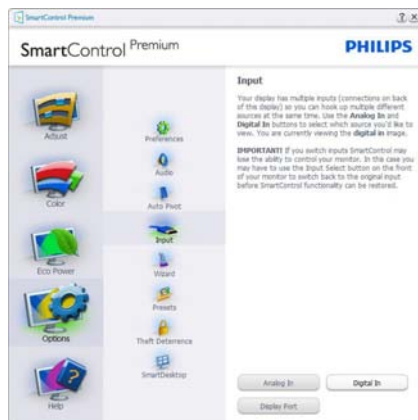 SmartControl Premium
SmartControl Premium
PHILIPS
Adjust
Color
Eco Power
Options
Help
Preferences
Audio
Auto Pivot
Input
Wizard
Presets
Theft Deterrence
SmartDesktop
Input
Your display has multiple inputs (connections on back
of the display) so you can hook up multiple different
sources at the same time. Use the Analog In and
Digital In buttons to select which source you'd like to
view. You are currently viewing the digital in image.
IMPORTANT! If you switch inputs SmartControl may
lose the ability to control your monitor. In this case you
may have to use the Input Select button on the front
of your monitor to switch back to the original input
before SmartControl functionality can be restored.
Analog In
Digital In
Display Port